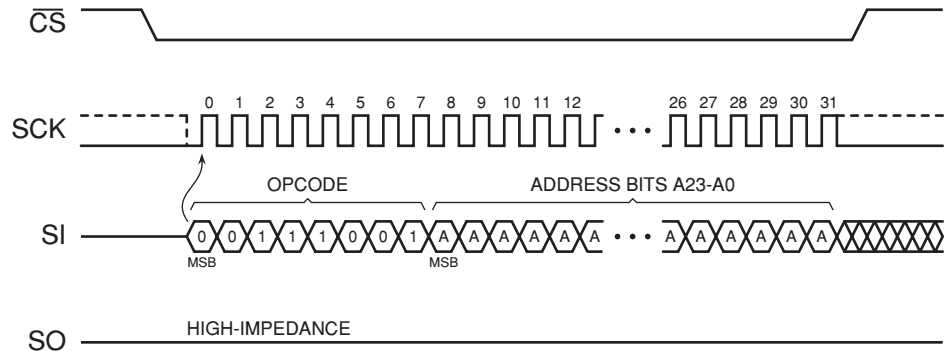 CS
0 1 2 3 4 5 6 7 8 9 10 11 12 26 27 28 29 30 31
SCK
OPCODE ADDRESS BITS A23-A0
SI 0 0 1 1 1 0 0 1 A A A A A A • • • A A A A A A
MSB MSB
HIGH-IMPEDANCE
SO